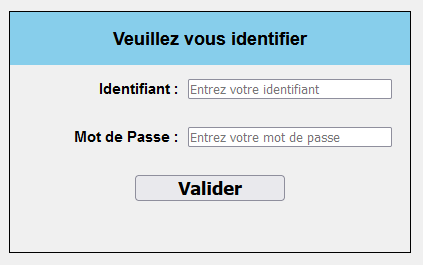 Veuillez vous identifier
Identifiant : Entrez votre identifiant
Mot de Passe : Entrez votre mot de passe
Valider